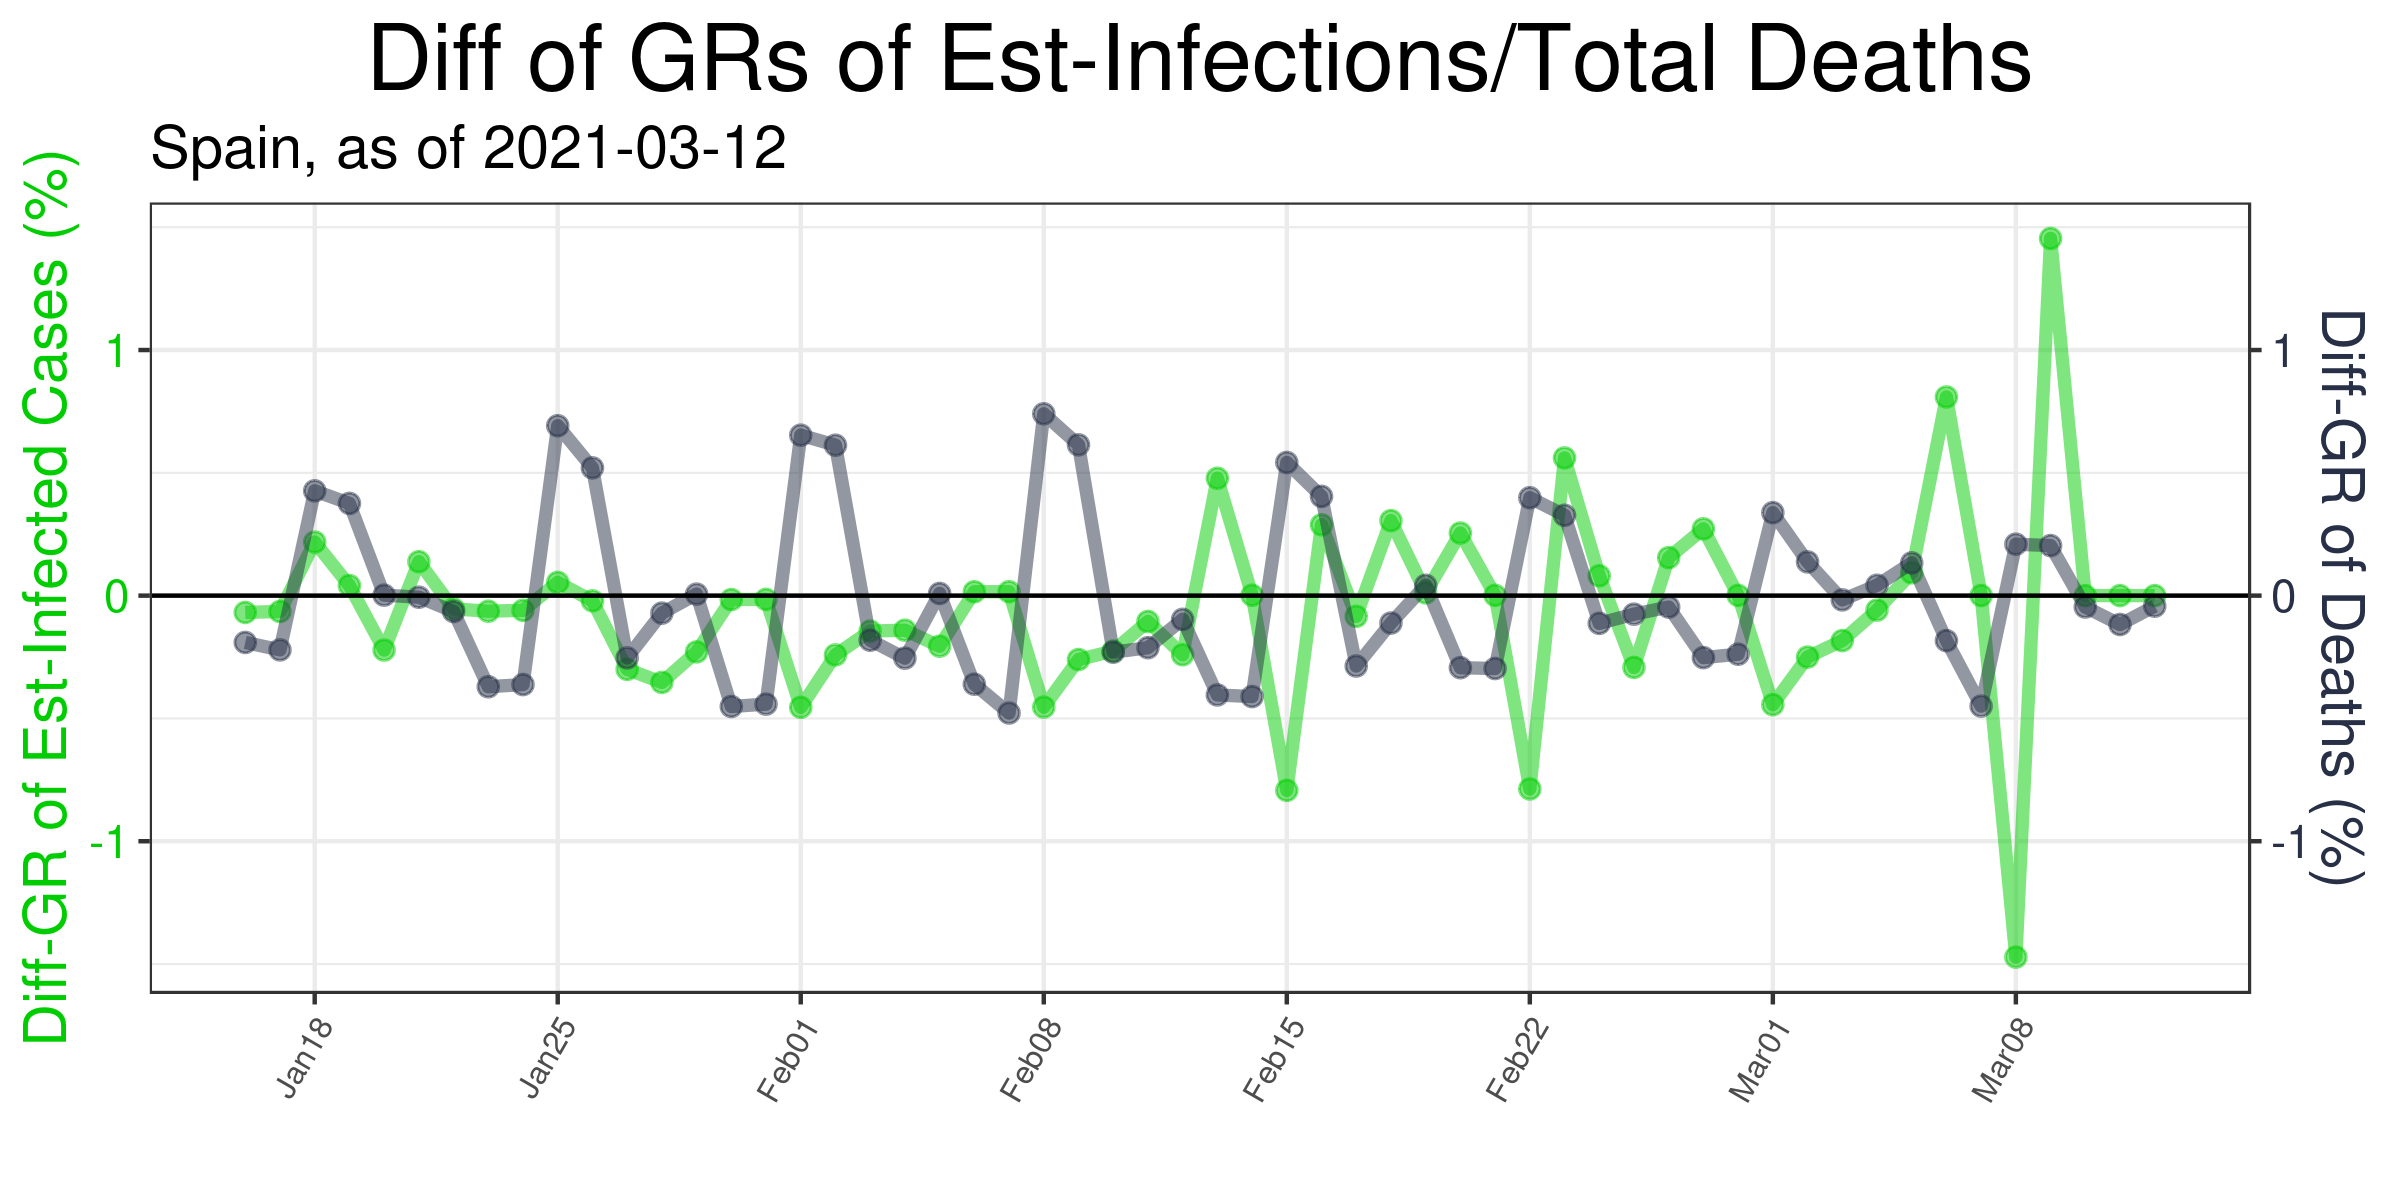 Diff of GRs of Est-Infections/Total Deaths
Spain, as of 2021-03-12
Diff-GR of Est-Infected Cases (%)
1
0
-1
1
0
-1
Diff-GR of Deaths (%)
Jan18
Jan25
Feb01
Feb08
Feb15
Feb22
Mar01
Mar08